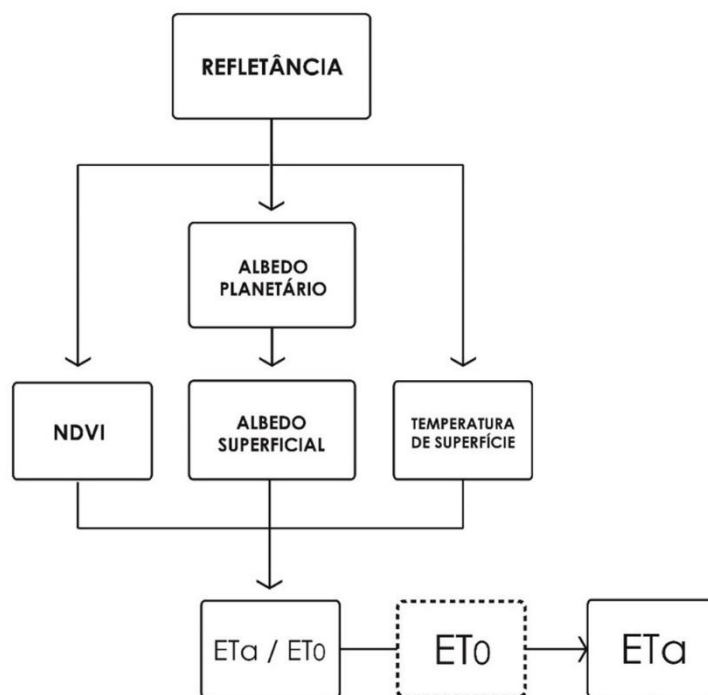 REFLETÂNCIA
ALBEDO
PLANETÁRIO
NDVI
ALBEDO
SUPERFICIAL
TEMPERATURA
DE SUPERFÍCIE
ETa / ET0
ET0
ETa